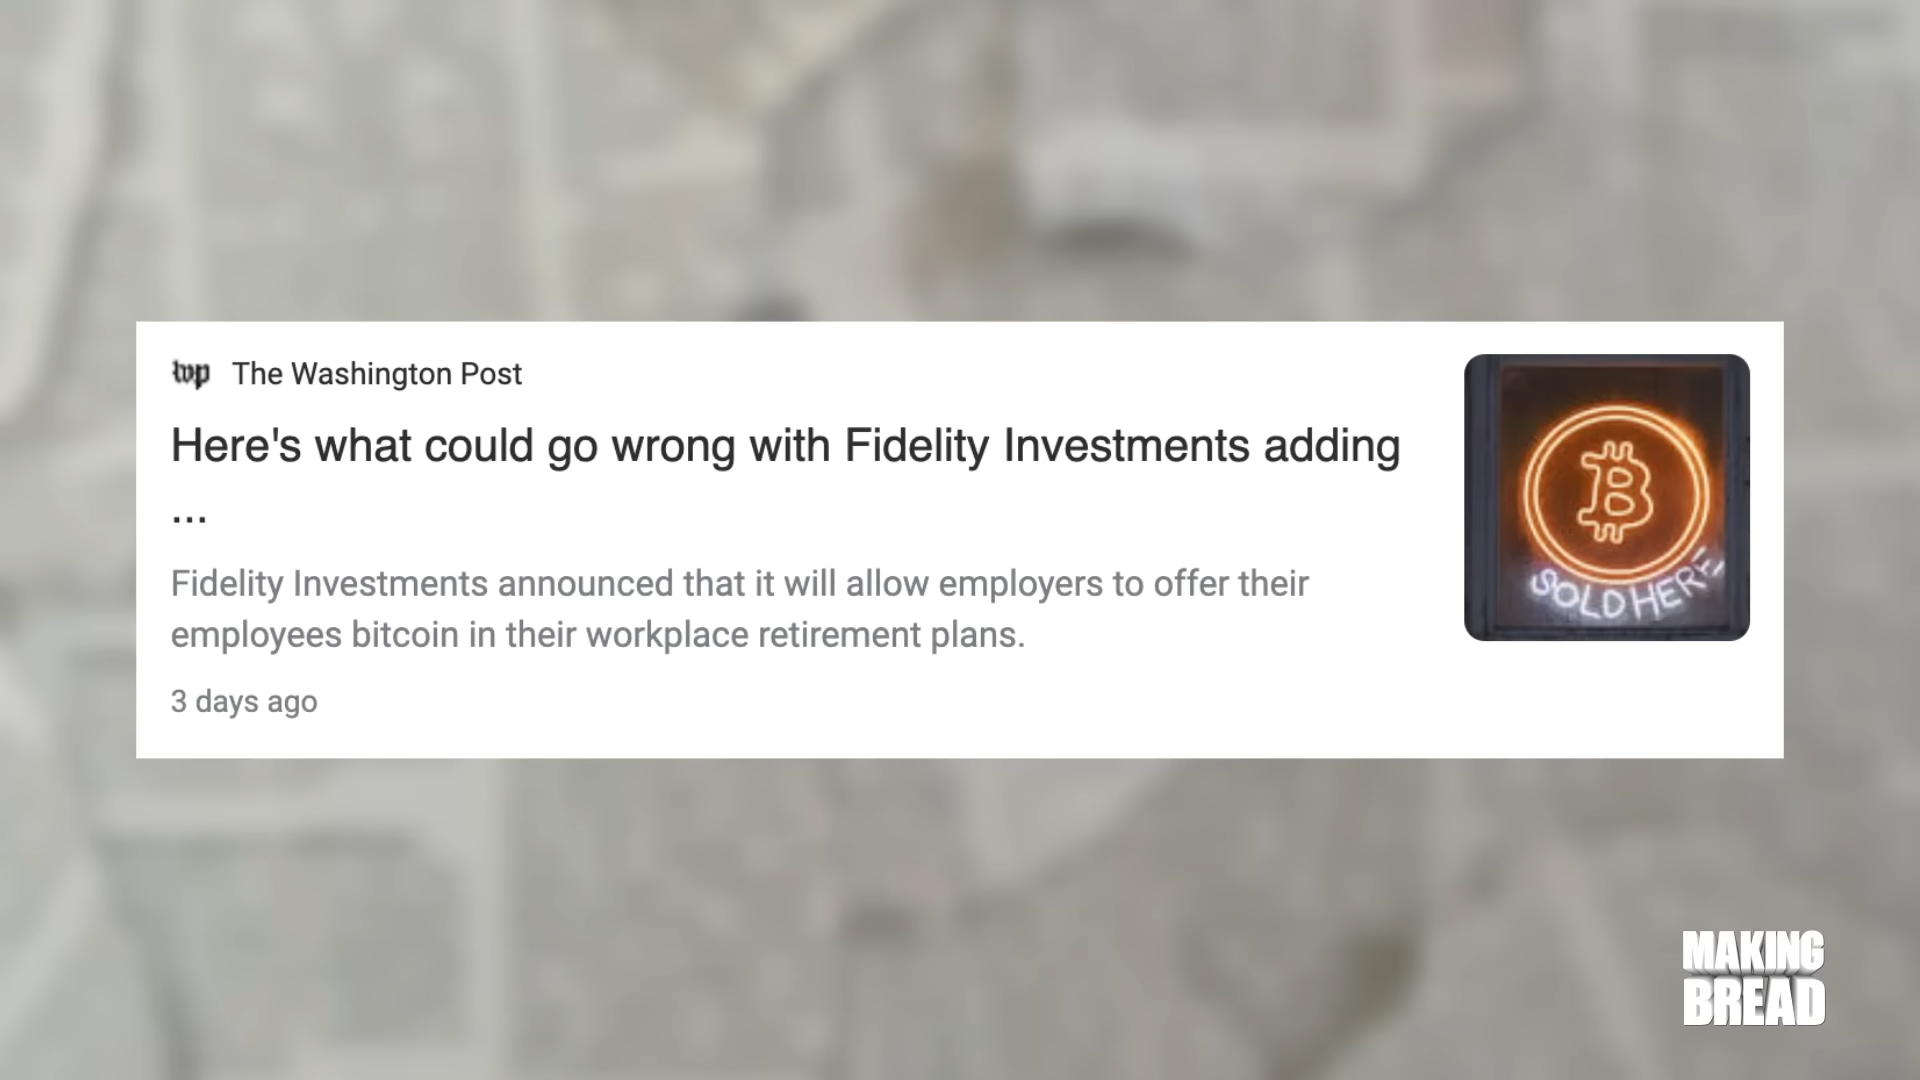 wp The Washington Post
Here's what could go wrong with Fidelity Investments adding
...
Fidelity Investments announced that it will allow employers to offer their
employees bitcoin in their workplace retirement plans.
3 days ago
₿
SOLD HERE
MAKING
BREAD